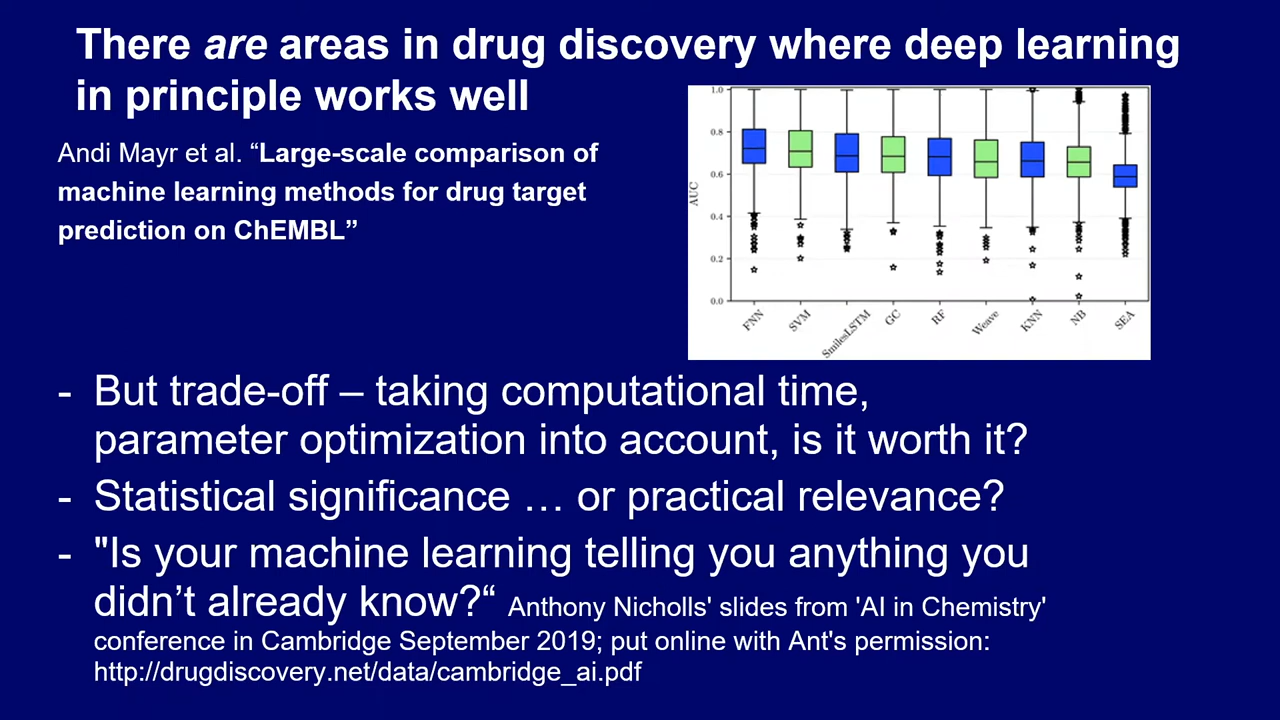 There are areas in drug discovery where deep learning
in principle works well
Andi Mayr et al. “Large-scale comparison of
machine learning methods for drug target
prediction on ChEMBL”
1.0
0.8
0.6
0.4
0.2
0.0
AUC
FNN
SVM
SmilesLSTM
GC
RF
Weave
KNN
NB
SEA
- But trade-off – taking computational time,
parameter optimization into account, is it worth it?
- Statistical significance … or practical relevance?
- "Is your machine learning telling you anything you
didn’t already know?“ Anthony Nicholls' slides from 'AI in Chemistry'
conference in Cambridge September 2019; put online with Ant's permission:
http://drugdiscovery.net/data/cambridge_ai.pdf